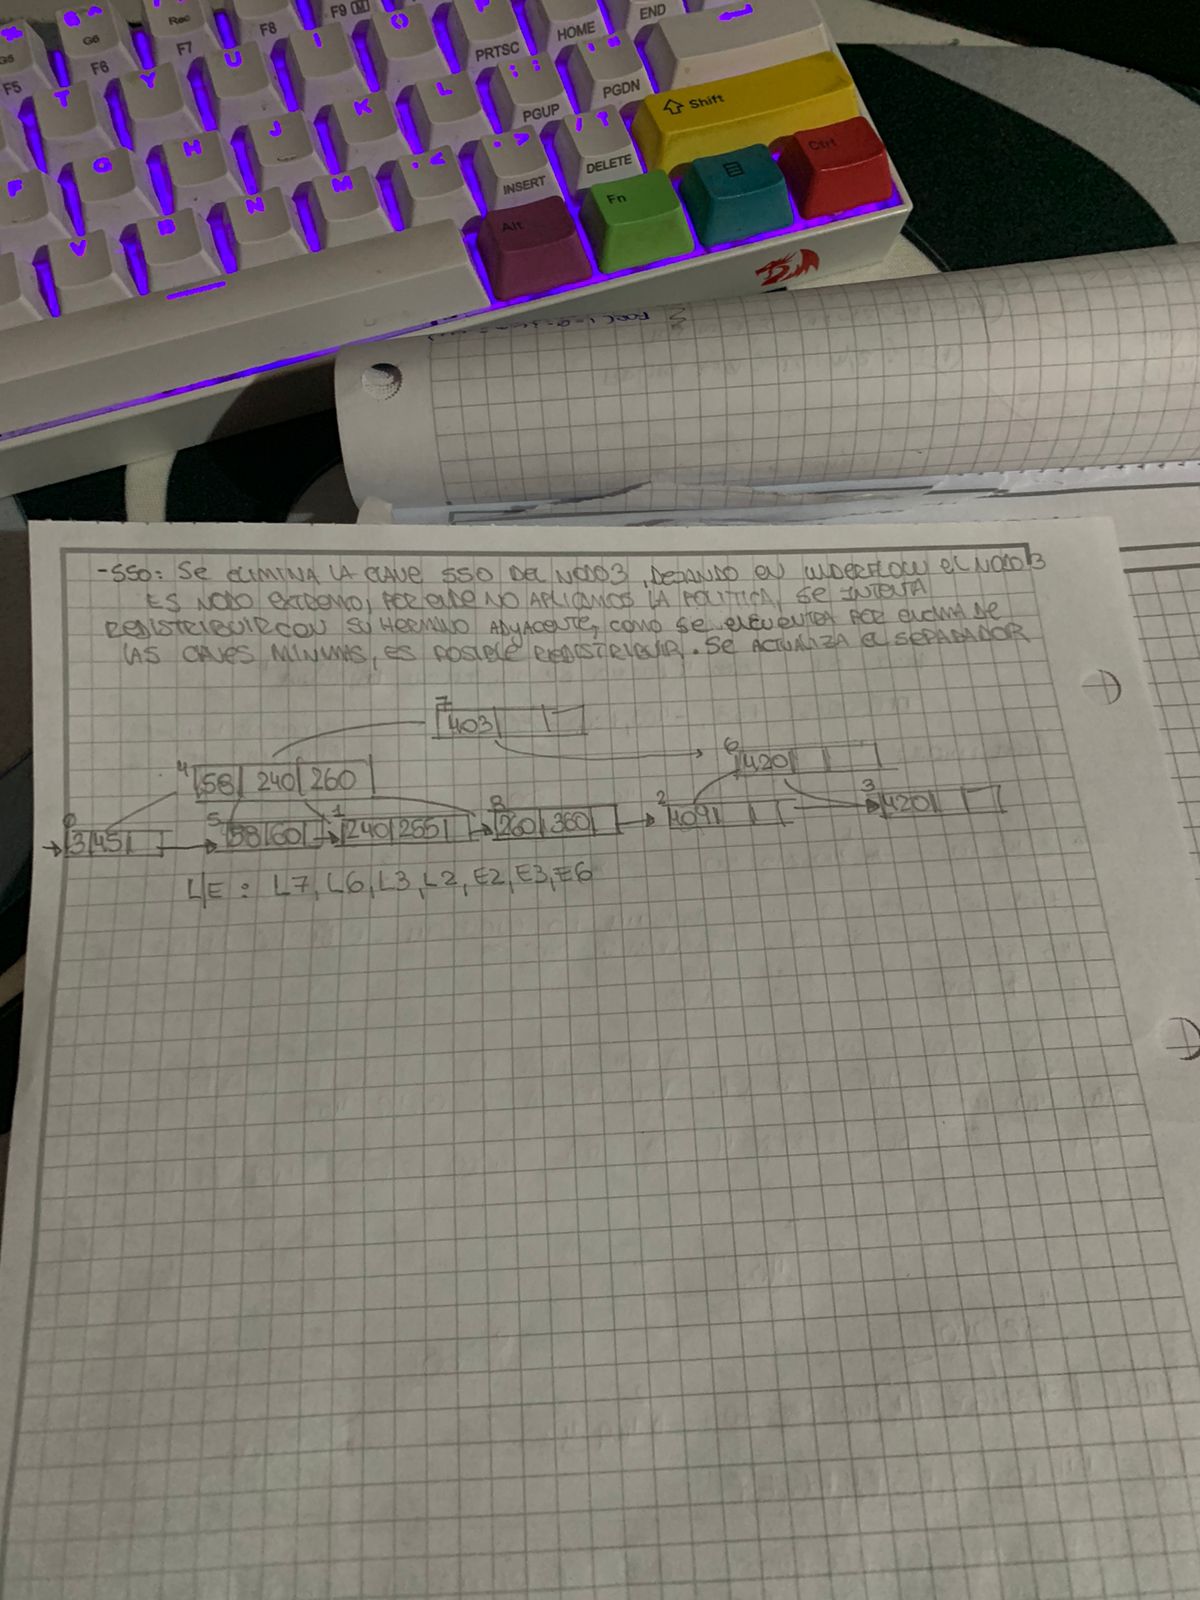 F9 M
END
Rec
G6
G6
F8
PRTSC
HOME
F5
F6
F7
T
Y
U
I
PGUP
PGDN
Shift
F
G
H
J
K
L
INSERT
DELETE
Ctrl
V
B
N
M
Alt
Fn
-550: SE ELIMINA LA CLAVE 550 DEL NODO 3, DEJANDO EN UNDERFLOW EL NODO 3
ES NODO EXTREMO, POR ENDE NO APLICAMOS LA POLITICA, SE INTENTA
REDISTRIBUIR CON SU HERMANO ADYACENTE, COMO SE ENCUENTRA POR ENCIMA DE
LAS CLAVES MINIMAS, ES POSIBLE REDISTRIBUIR. SE ACTUALIZA EL SEPARADOR
7
403
4
58 240 260
6
420
0
3 45
5
58 60
1
240 255
8
260 360
2
409
3
420
L/E: L7, L6, L3, L2, E2, E3, E6